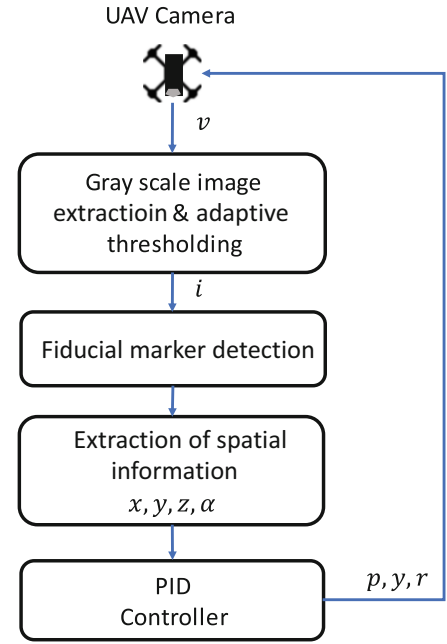 UAV Camera
v
Gray scale image
extractioin & adaptive
thresholding
i
Fiducial marker detection
Extraction of spatial
information
x, y, z, α
PID
Controller
p, y, r